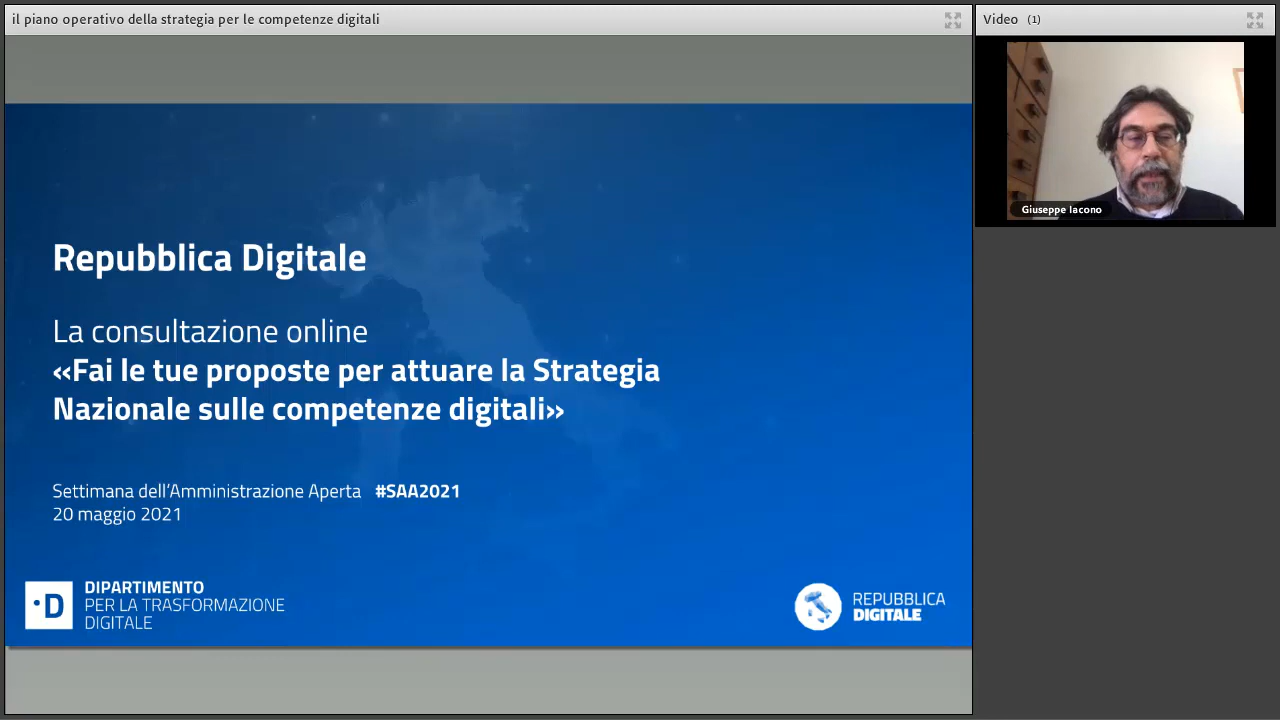 il piano operativo della strategia per le competenze digitali
Video (1)
Giuseppe Iacono
Repubblica Digitale
La consultazione online
«Fai le tue proposte per attuare la Strategia
Nazionale sulle competenze digitali»
Settimana dell'Amministrazione Aperta #SAA2021
20 maggio 2021
·D
DIPARTIMENTO
PER LA TRASFORMAZIONE
DIGITALE
REPUBBLICA
DIGITALE